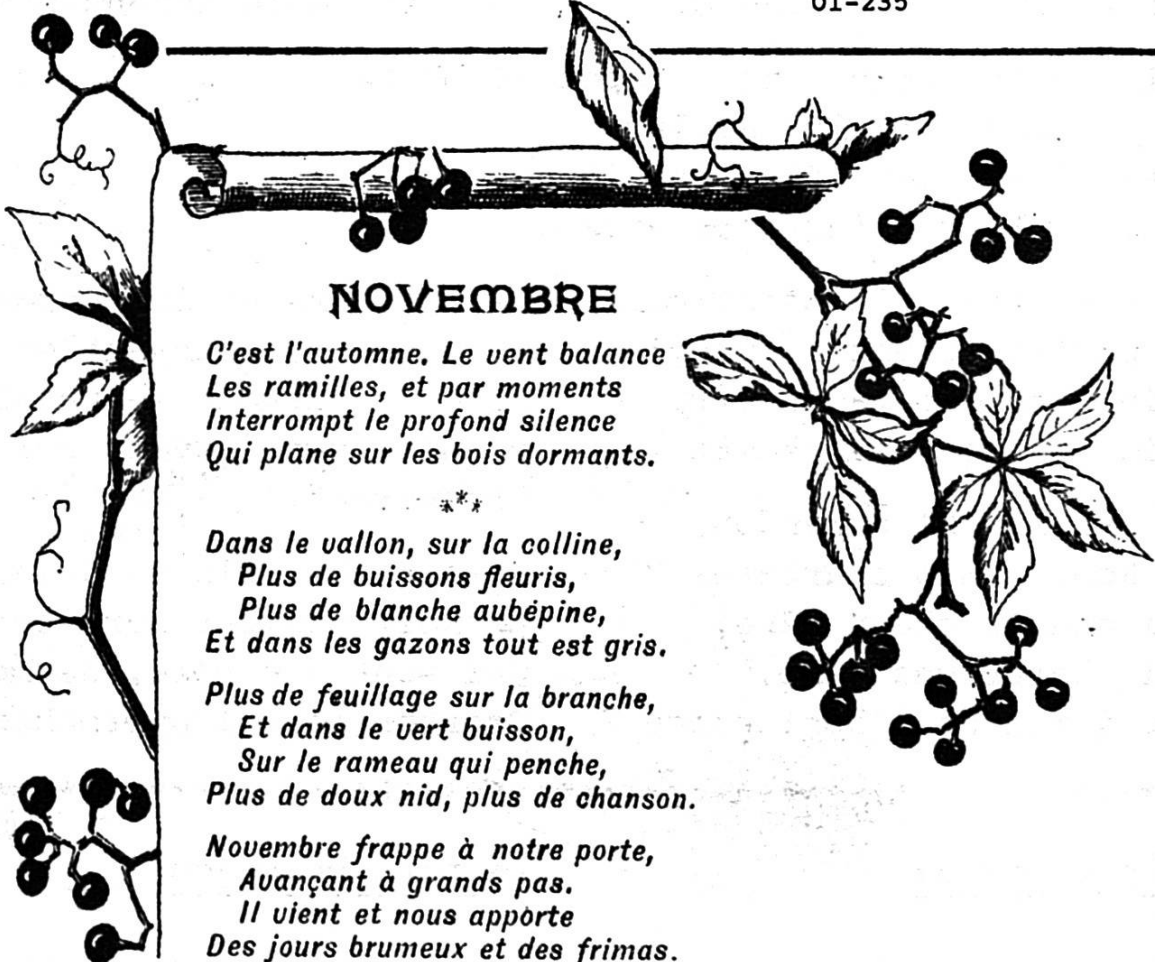 01-235
NOVEMBRE
C'est l'automne. Le vent balance
Les ramilles, et par moments
Interrompt le profond silence
Qui plane sur les bois dormants.
***
Dans le vallon, sur la colline,
Plus de buissons fleuris,
Plus de blanche aubépine,
Et dans les gazons tout est gris.
Plus de feuillage sur la branche,
Et dans le vert buisson,
Sur le rameau qui penche,
Plus de doux nid, plus de chanson.
Novembre frappe à notre porte,
Avançant à grands pas.
Il vient et nous apporte
Des jours brumeux et des frimas.